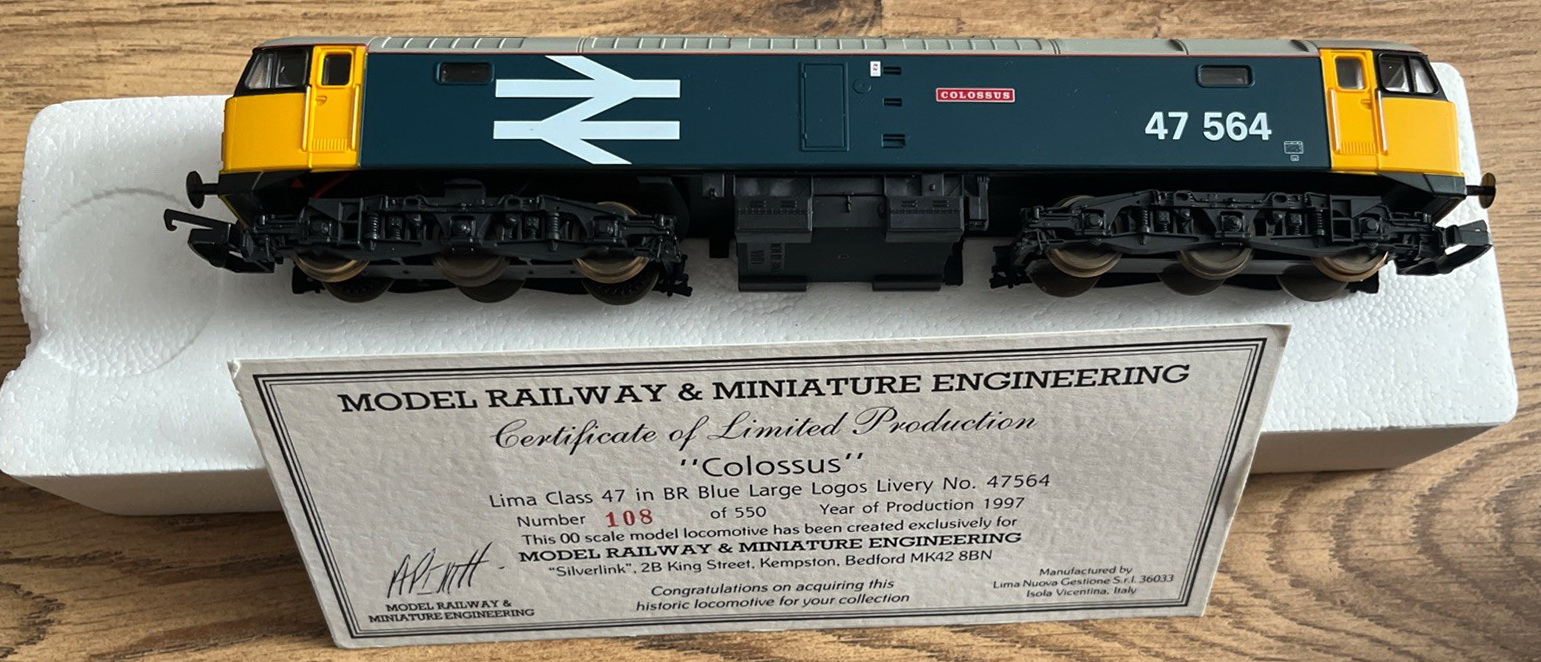 COLOSSUS
47 564
MODEL RAILWAY & MINIATURE ENGINEERING
Certificate of Limited Production
"Colossus"
Lima Class 47 in BR Blue Large Logos Livery No. 47564
Number 108 of 550 Year of Production 1997
This 00 scale model locomotive has been created exclusively for
MODEL RAILWAY & MINIATURE ENGINEERING
"Silverlink", 2B King Street, Kempston, Bedford MK42 8BN
Congratulations on acquiring this
historic locomotive for your collection
MODEL RAILWAY &
MINIATURE ENGINEERING
Manufactured by
Lima Nuova Gestione S.r.l. 36033
Isola Vicentina, Italy